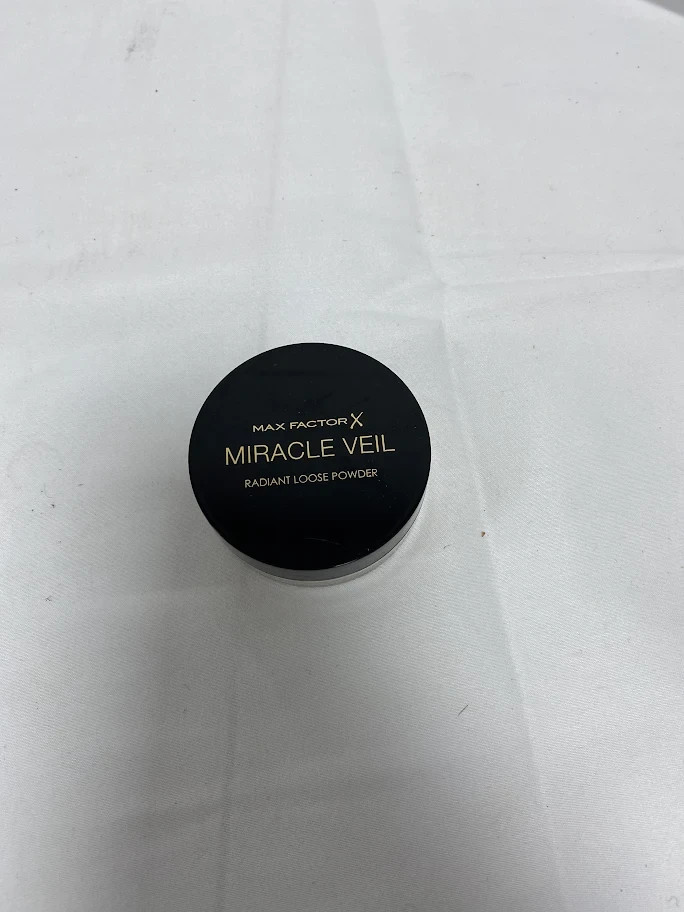 MAX FACTOR X
MIRACLE VEIL
RADIANT LOOSE POWDER